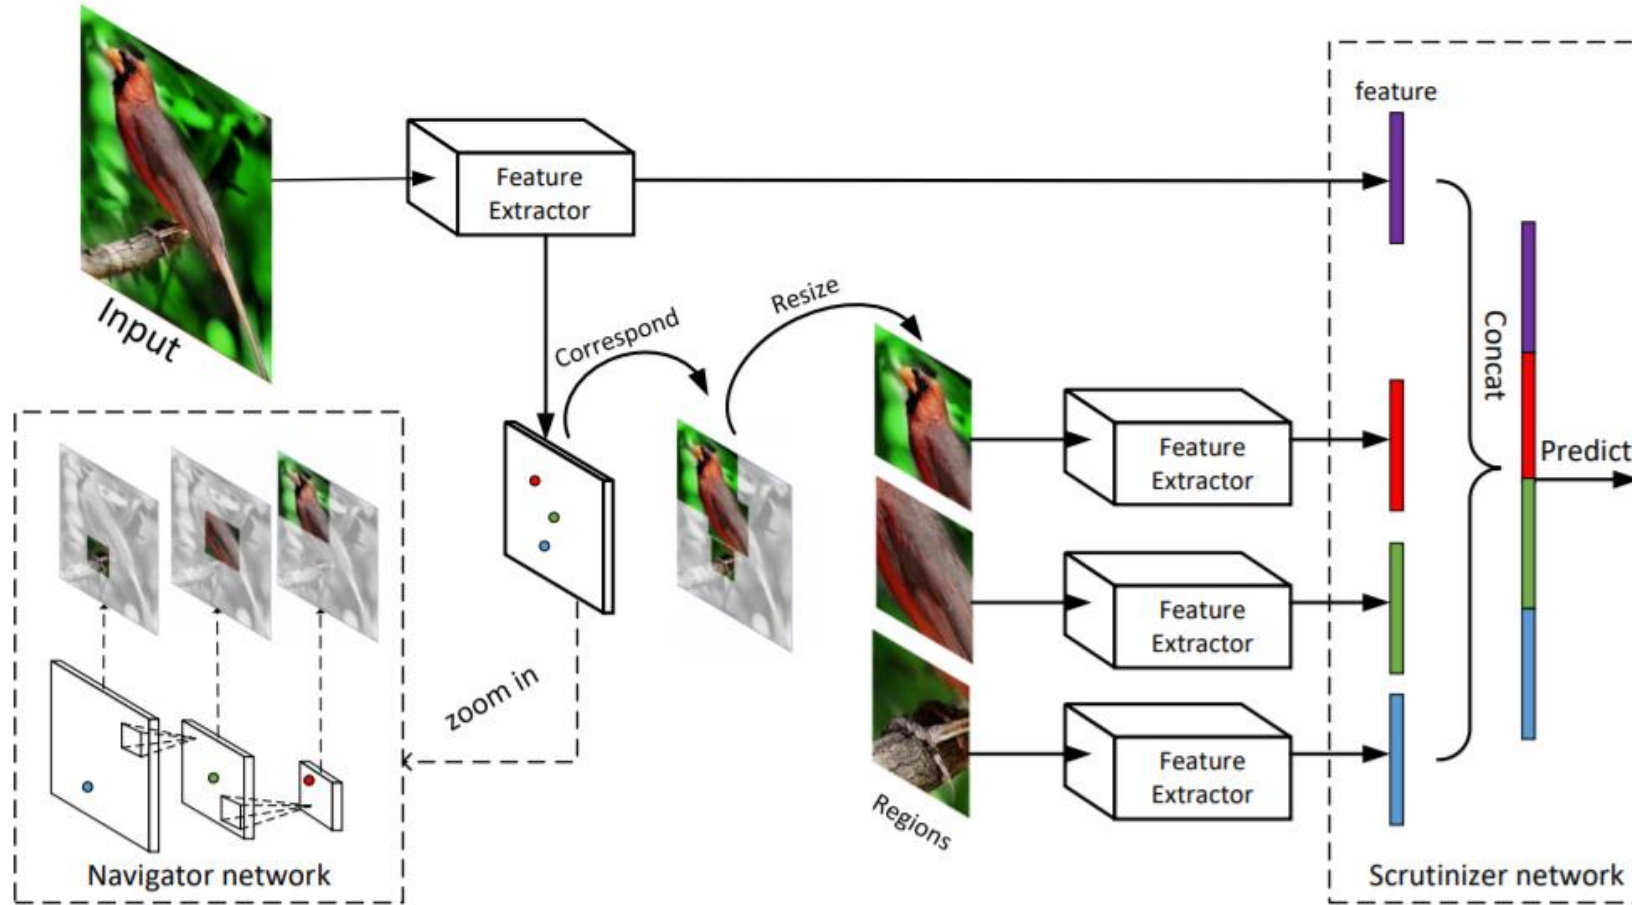 feature
Feature
Extractor
Input
Resize
Correspond
Concat
Feature
Extractor
Predict
Feature
Extractor
zoom in
Feature
Extractor
Regions
Navigator network
Scrutinizer network